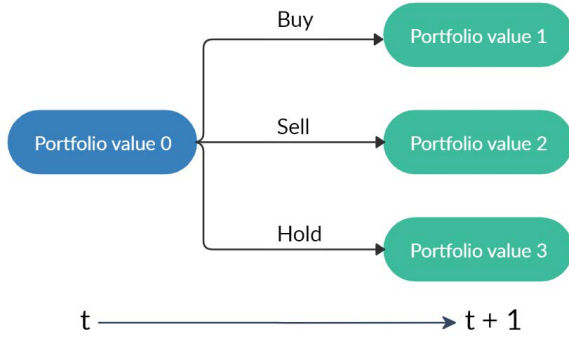 Buy
Portfolio value 1
Portfolio value 0
Sell
Portfolio value 2
Hold
Portfolio value 3
t
t + 1